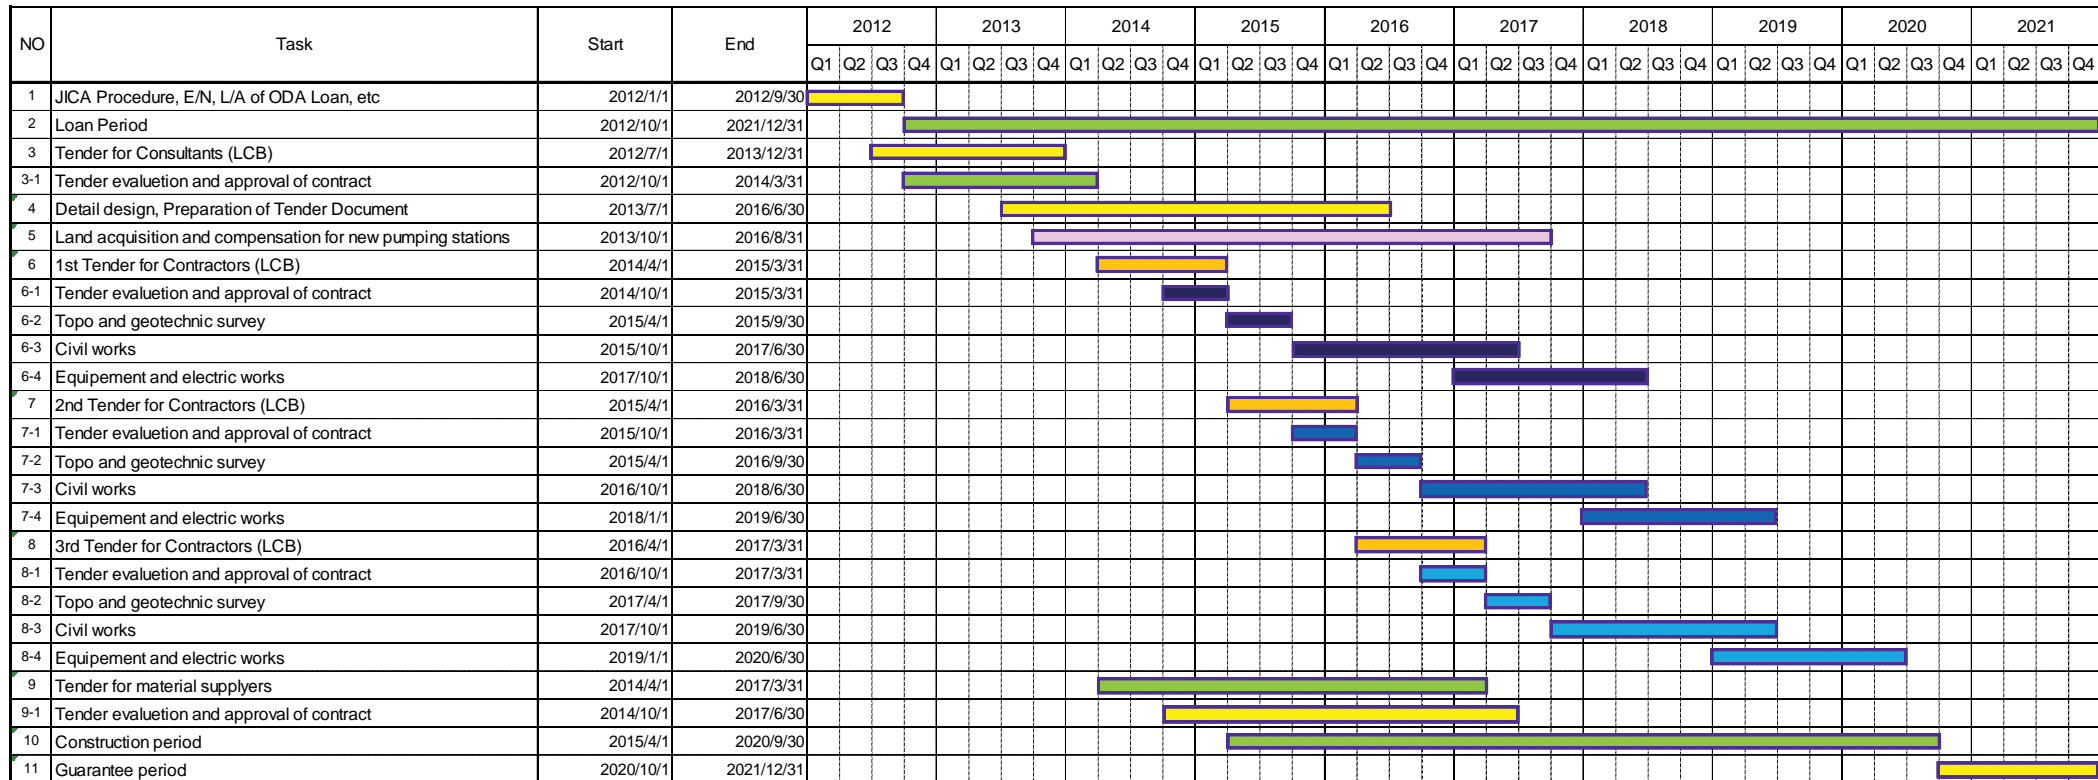 NO Task Start End 2012 2013 2014 2015 2016 2017 2018 2019 2020 2021
Q1 Q2 Q3 Q4 Q1 Q2 Q3 Q4 Q1 Q2 Q3 Q4 Q1 Q2 Q3 Q4 Q1 Q2 Q3 Q4 Q1 Q2 Q3 Q4 Q1 Q2 Q3 Q4 Q1 Q2 Q3 Q4 Q1 Q2 Q3 Q4 Q1 Q2 Q3 Q4
1 JICA Procedure, E/N, L/A of ODA Loan, etc 2012/1/1 2012/9/30
2 Loan Period 2012/10/1 2021/12/31
3 Tender for Consultants (LCB) 2012/7/1 2013/12/31
3-1 Tender evaluetion and approval of contract 2012/10/1 2014/3/31
4 Detail design, Preparation of Tender Document 2013/7/1 2016/6/30
5 Land acquisition and compensation for new pumping stations 2013/10/1 2016/8/31
6 1st Tender for Contractors (LCB) 2014/4/1 2015/3/31
6-1 Tender evaluetion and approval of contract 2014/10/1 2015/3/31
6-2 Topo and geotechnic survey 2015/4/1 2015/9/30
6-3 Civil works 2015/10/1 2017/6/30
6-4 Equipement and electric works 2017/10/1 2018/6/30
7 2nd Tender for Contractors (LCB) 2015/4/1 2016/3/31
7-1 Tender evaluetion and approval of contract 2015/10/1 2016/3/31
7-2 Topo and geotechnic survey 2015/4/1 2016/9/30
7-3 Civil works 2016/10/1 2018/6/30
7-4 Equipement and electric works 2018/1/1 2019/6/30
8 3rd Tender for Contractors (LCB) 2016/4/1 2017/3/31
8-1 Tender evaluetion and approval of contract 2016/10/1 2017/3/31
8-2 Topo and geotechnic survey 2017/4/1 2017/9/30
8-3 Civil works 2017/10/1 2019/6/30
8-4 Equipement and electric works 2019/1/1 2020/6/30
9 Tender for material supplyers 2014/4/1 2017/3/31
9-1 Tender evaluetion and approval of contract 2014/10/1 2017/6/30
10 Construction period 2015/4/1 2020/9/30
11 Guarantee period 2020/10/1 2021/12/31